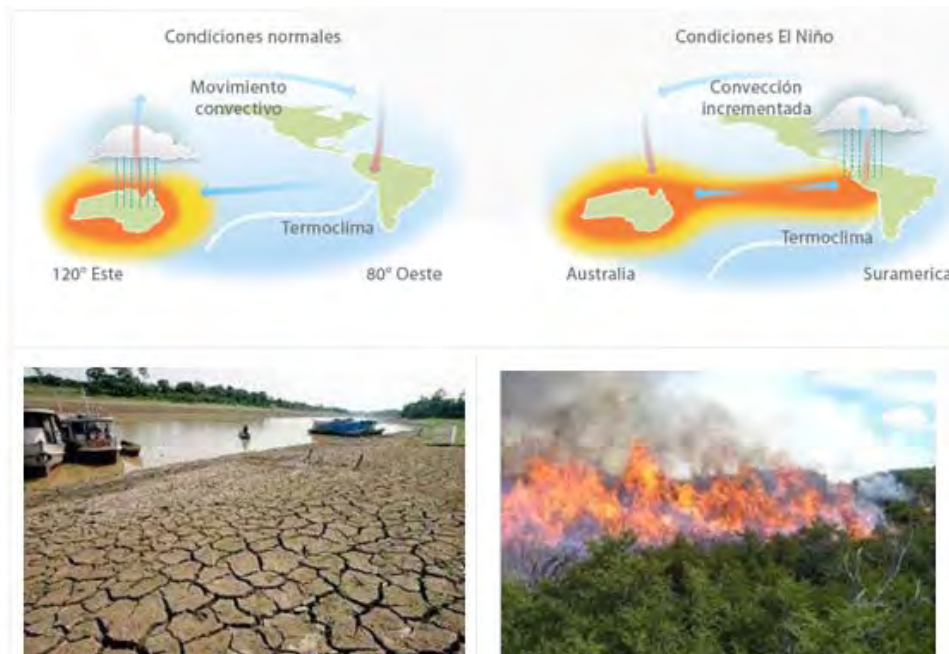 Condiciones normales
Movimiento
convectivo
Termoclima
120° Este
80° Oeste
Condiciones El Niño
Convección
incrementada
Termoclima
Australia
Suramerica